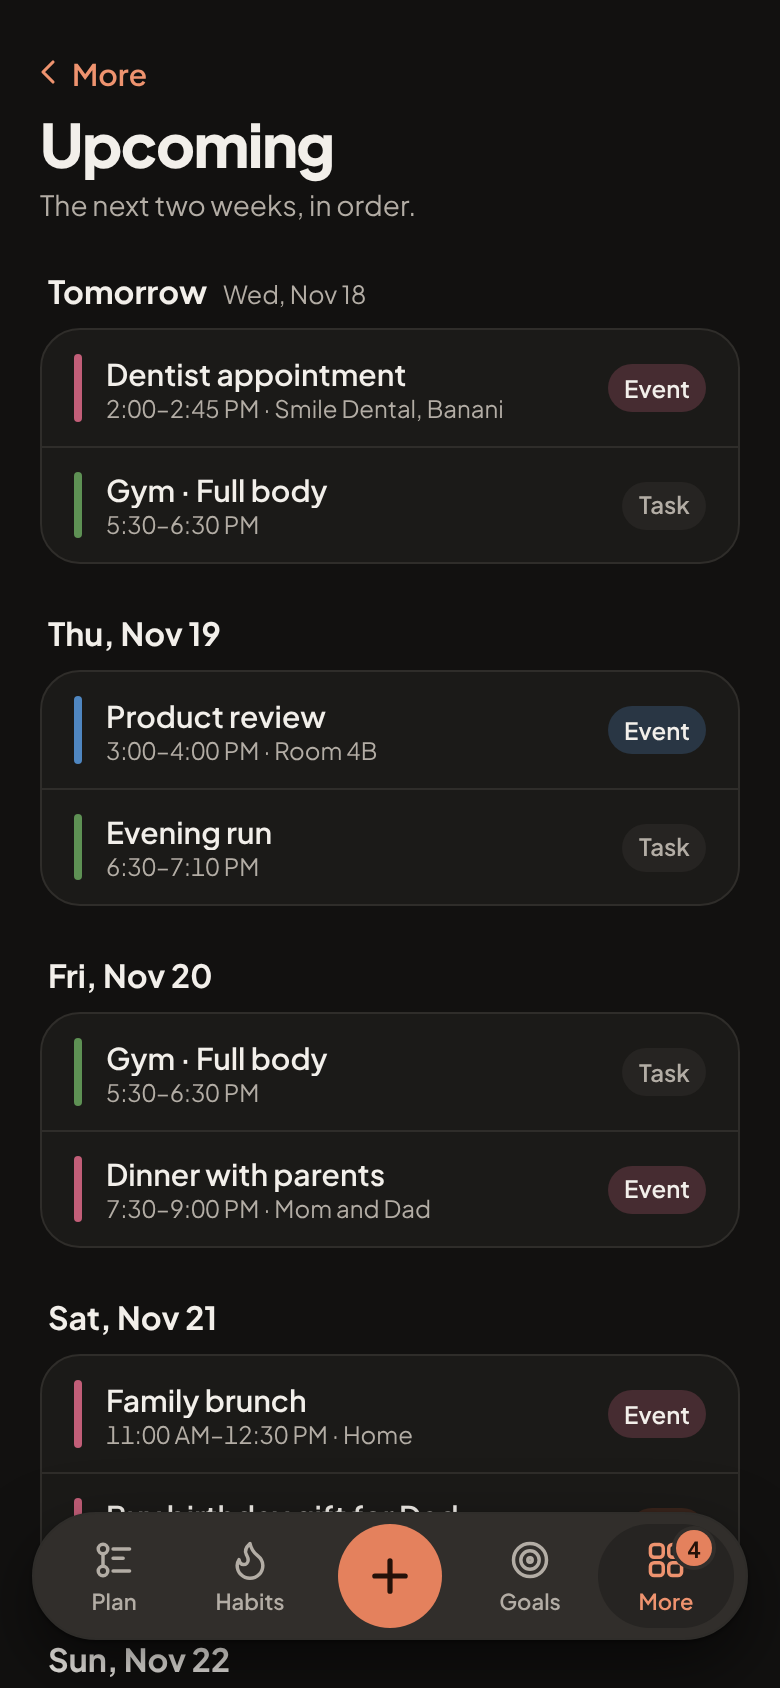 More
Upcoming
The next two weeks, in order.
Tomorrow Wed, Nov 18
Dentist appointment
2:00–2:45 PM · Smile Dental, Banani
Event
Gym · Full body
5:30–6:30 PM
Task
Thu, Nov 19
Product review
3:00–4:00 PM · Room 4B
Event
Evening run
6:30–7:10 PM
Task
Fri, Nov 20
Gym · Full body
5:30–6:30 PM
Task
Dinner with parents
7:30–9:00 PM · Mom and Dad
Event
Sat, Nov 21
Family brunch
11:00 AM–12:30 PM · Home
Event
Buy birthday gift for Dad
Plan
Habits
Goals
4
More
Sun, Nov 22